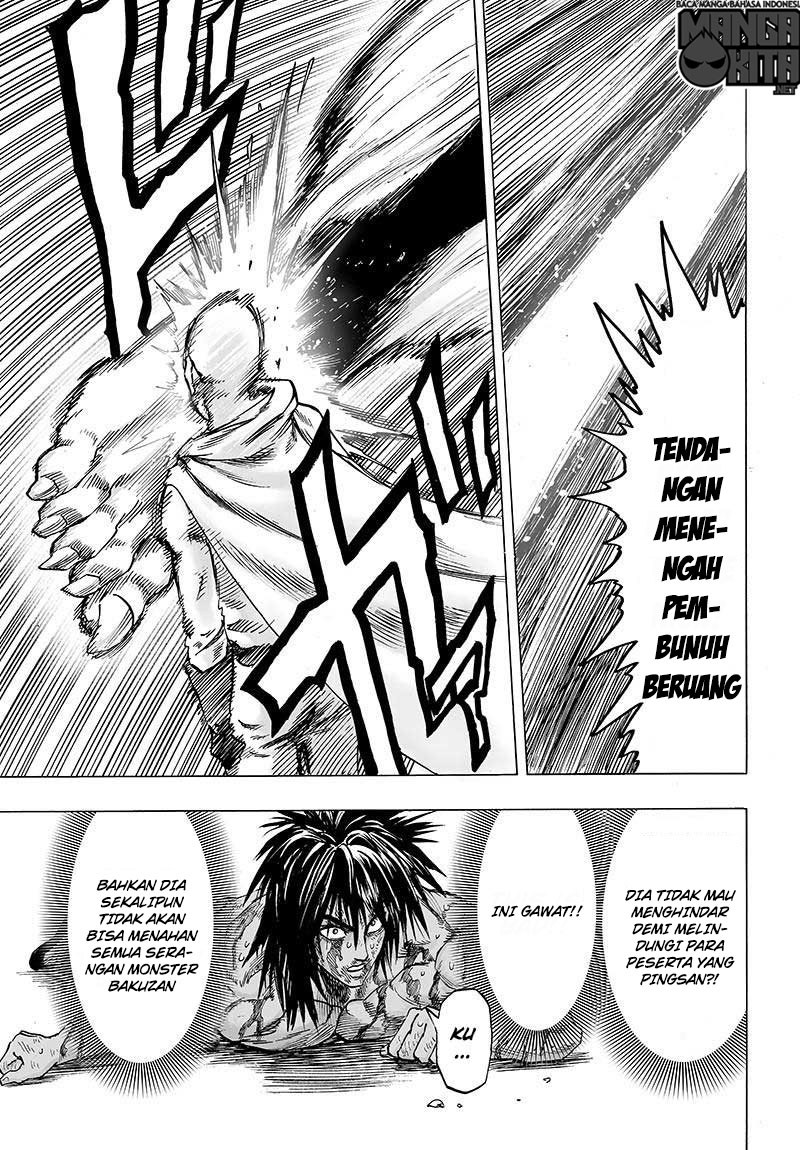 BACA MANGA BAHASA INDONESIA
MANGA
KITA
.NET
TENDA-
NGAN
MENE-
NGAH
PEM-
BUNUH
BERUANG
ドガ
DIA TIDAK MAU
MENGHINDAR
DEMI MELIN-
DUNGI PARA
PESERTA YANG
PINGSAN?!
INI GAWAT!!
KU
...
BAHKAN DIA
SEKALIPUN
TIDAK AKAN
BISA MENAHAN
SEMUA SERA-
NGAN MONSTER
BAKUZAN